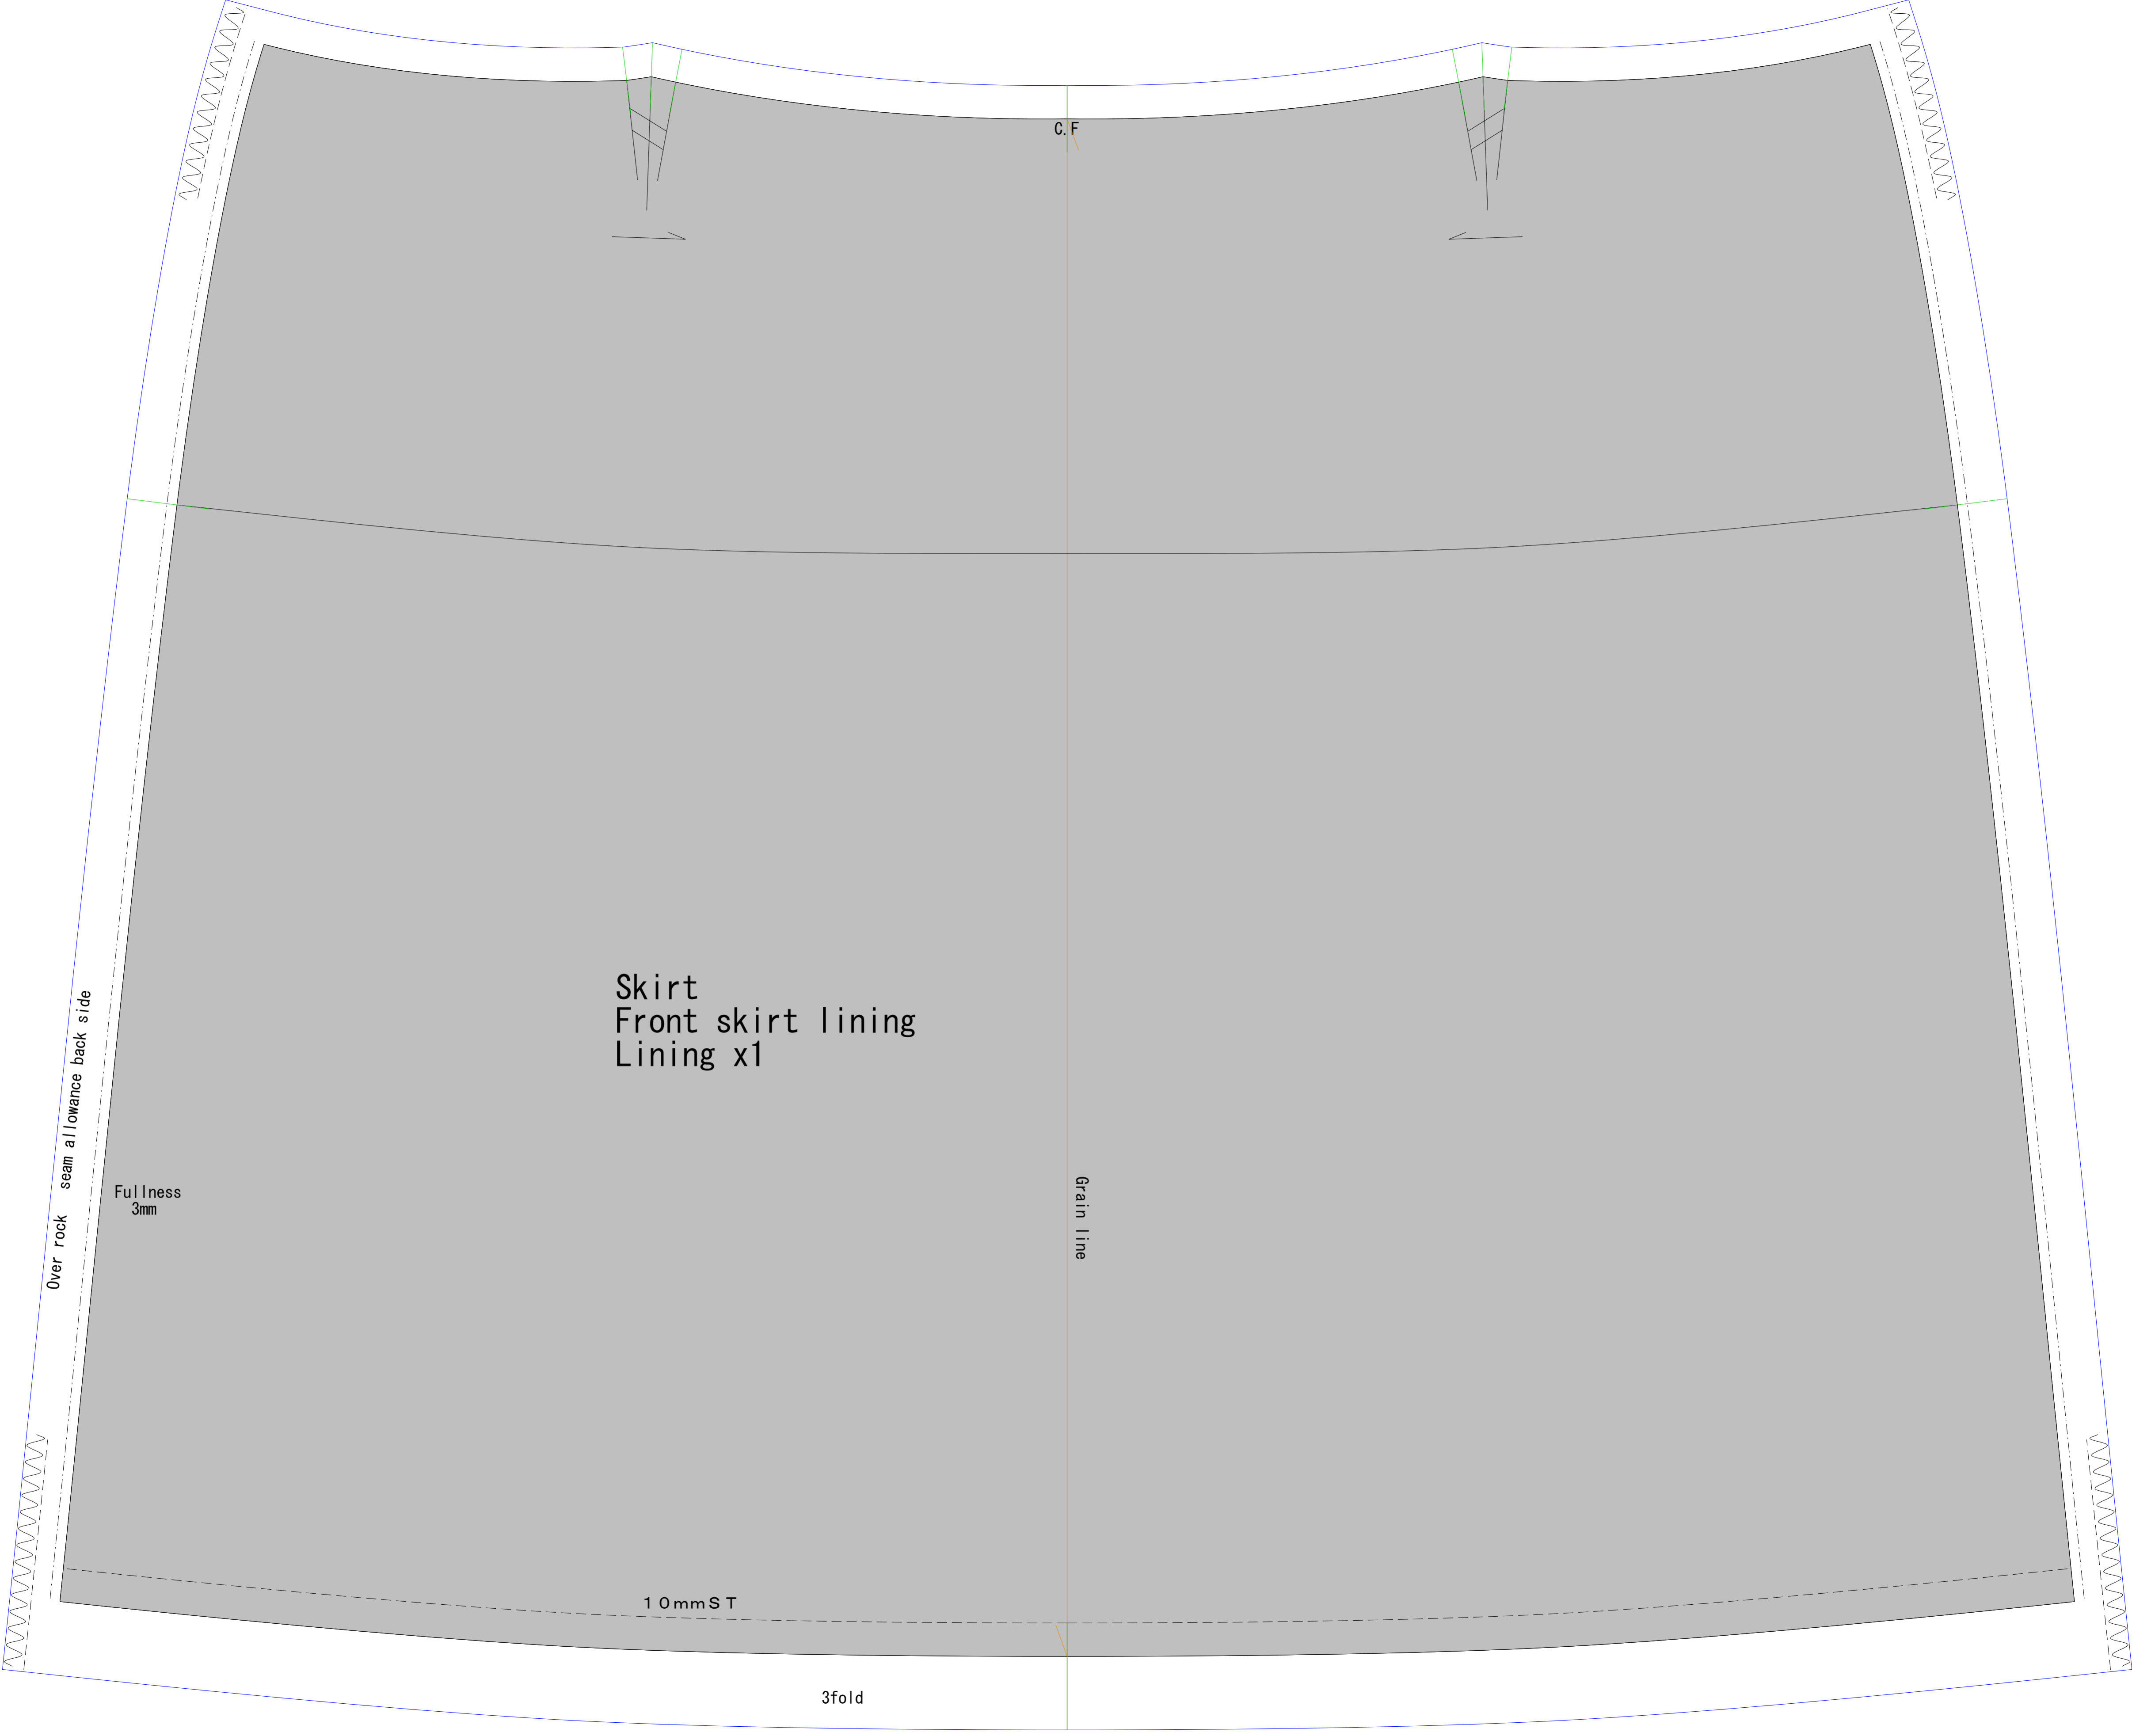 C.F
Skirt
Front skirt lining
Lining x1
Over rock  seam allowance back side
Fullness
3mm
Grain line
10mmST
3fold